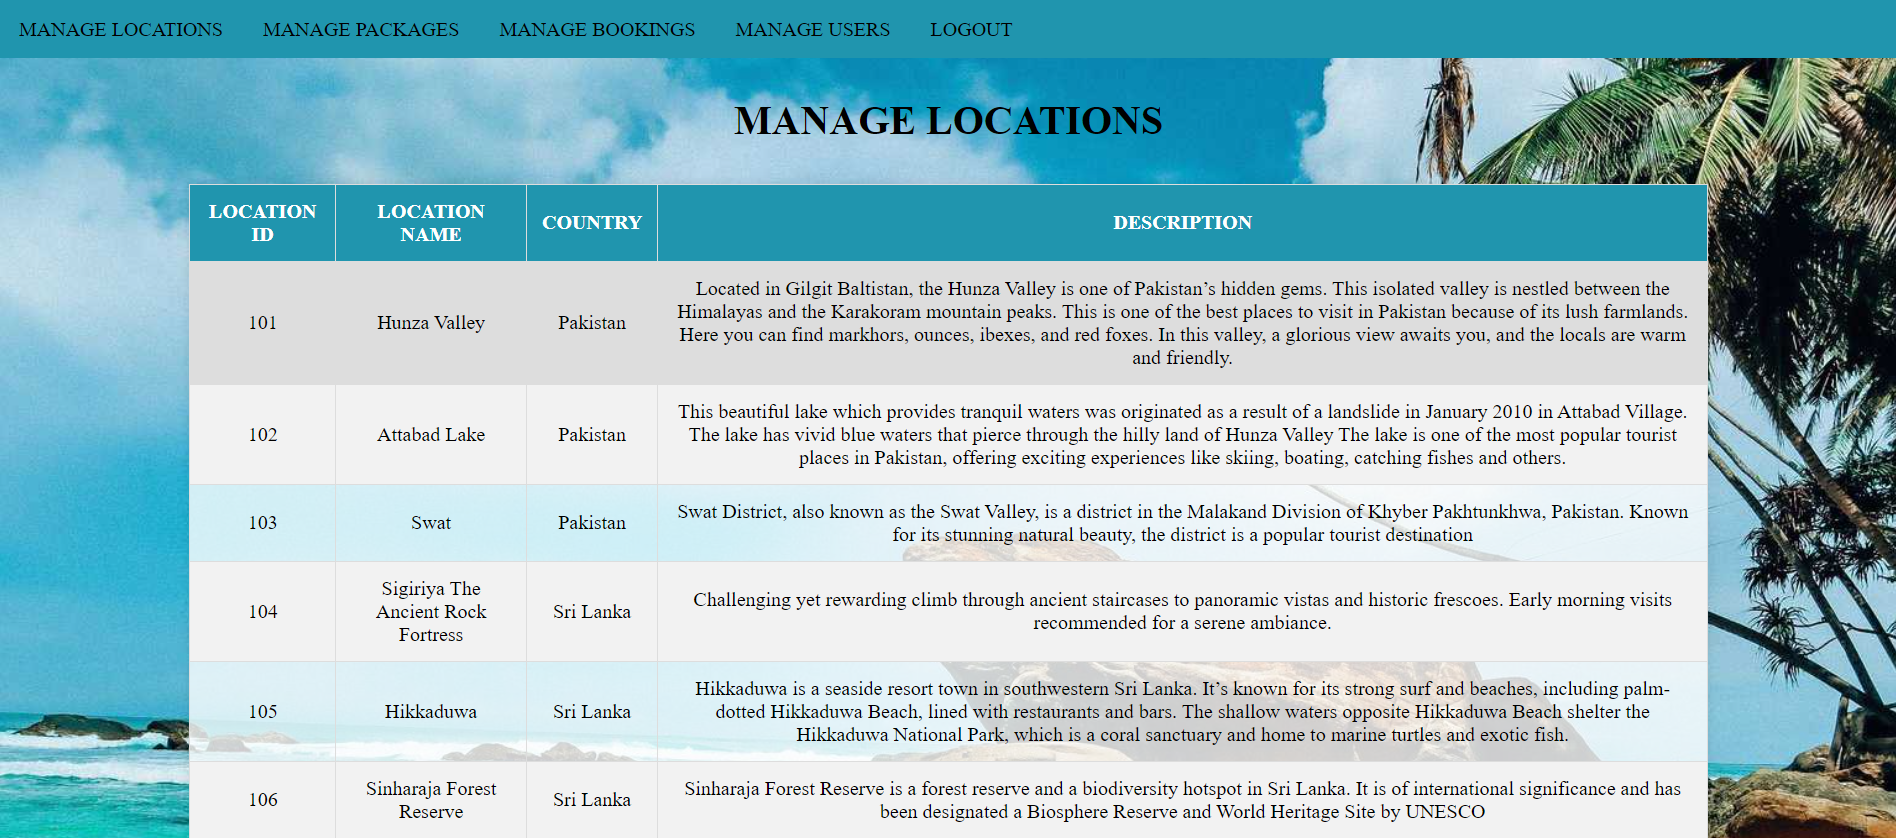 MANAGE LOCATIONS MANAGE PACKAGES MANAGE BOOKINGS MANAGE USERS LOGOUT
MANAGE LOCATIONS
LOCATION ID LOCATION NAME COUNTRY DESCRIPTION
101 Hunza Valley Pakistan
Located in Gilgit Baltistan, the Hunza Valley is one of Pakistan’s hidden gems. This isolated valley is nestled between the
Himalayas and the Karakoram mountain peaks. This is one of the best places to visit in Pakistan because of its lush farmlands.
Here you can find markhors, ounces, ibexes, and red foxes. In this valley, a glorious view awaits you, and the locals are warm
and friendly.
102 Attabad Lake Pakistan
This beautiful lake which provides tranquil waters was originated as a result of a landslide in January 2010 in Attabad Village.
The lake has vivid blue waters that pierce through the hilly land of Hunza Valley The lake is one of the most popular tourist
places in Pakistan, offering exciting experiences like skiing, boating, catching fishes and others.
103 Swat Pakistan
Swat District, also known as the Swat Valley, is a district in the Malakand Division of Khyber Pakhtunkhwa, Pakistan. Known
for its stunning natural beauty, the district is a popular tourist destination
104 Sigiriya The Ancient Rock Fortress Sri Lanka
Challenging yet rewarding climb through ancient staircases to panoramic vistas and historic frescoes. Early morning visits
recommended for a serene ambiance.
105 Hikkaduwa Sri Lanka
Hikkaduwa is a seaside resort town in southwestern Sri Lanka. It’s known for its strong surf and beaches, including palm-
dotted Hikkaduwa Beach, lined with restaurants and bars. The shallow waters opposite Hikkaduwa Beach shelter the
Hikkaduwa National Park, which is a coral sanctuary and home to marine turtles and exotic fish.
106 Sinharaja Forest Reserve Sri Lanka
Sinharaja Forest Reserve is a forest reserve and a biodiversity hotspot in Sri Lanka. It is of international significance and has
been designated a Biosphere Reserve and World Heritage Site by UNESCO